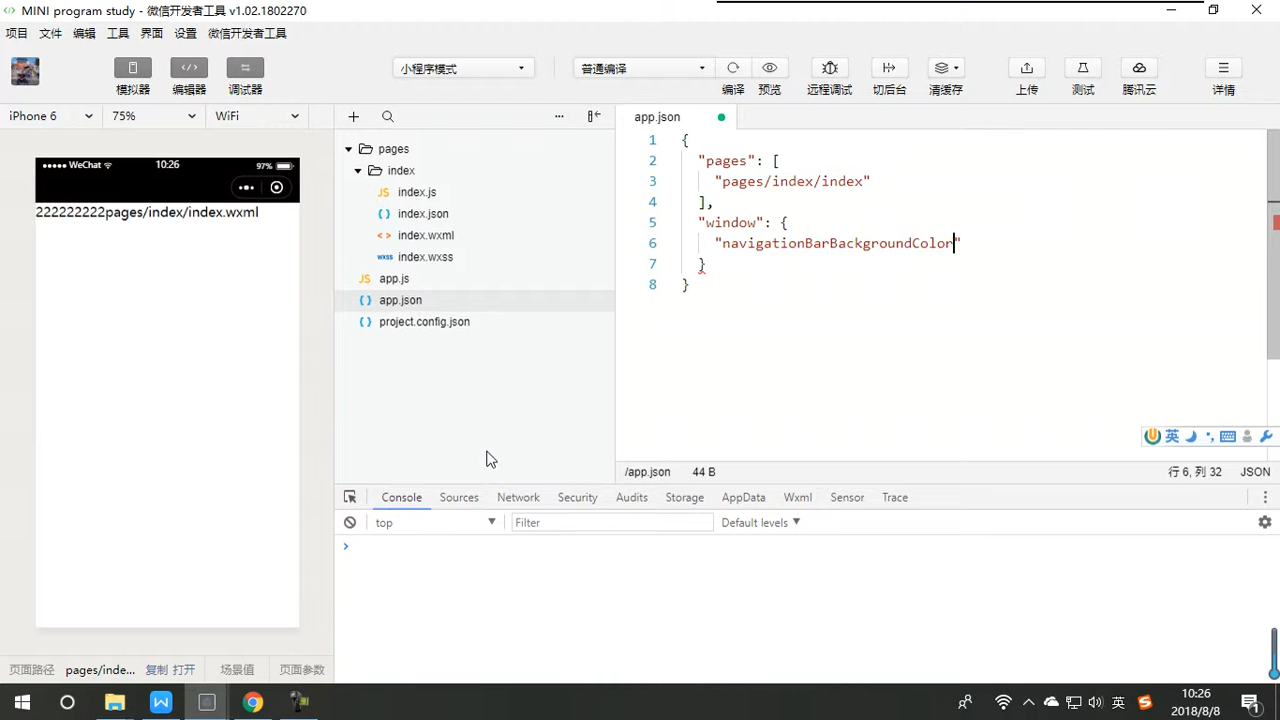 MINI program study - 微信开发者工具 v1.02.1802270
项目 文件 编辑 工具 界面 设置 微信开发者工具
模拟器 编辑器 调试器
小程序模式
普通编译
编译 预览 远程调试 切后台 清缓存 上传 测试 腾讯云 详情
iPhone 6 75% WiFi
WeChat 10:26 97%
222222222pages/index/index.wxml
pages
index
JS index.js
{ } index.json
< > index.wxml
wxss index.wxss
JS app.js
{ } app.json
{ } project.config.json
app.json
1 {
2 "pages": [
3 "pages/index/index"
4 ],
5 "window": {
6 "navigationBarBackgroundColor"
7 }
8 }
英
/app.json 44 B 行 6, 列 32 JSON
Console Sources Network Security Audits Storage AppData Wxml Sensor Trace
top Filter Default levels
页面路径 pages/inde... 复制 打开 场景值 页面参数
英
10:26
2018/8/8
1